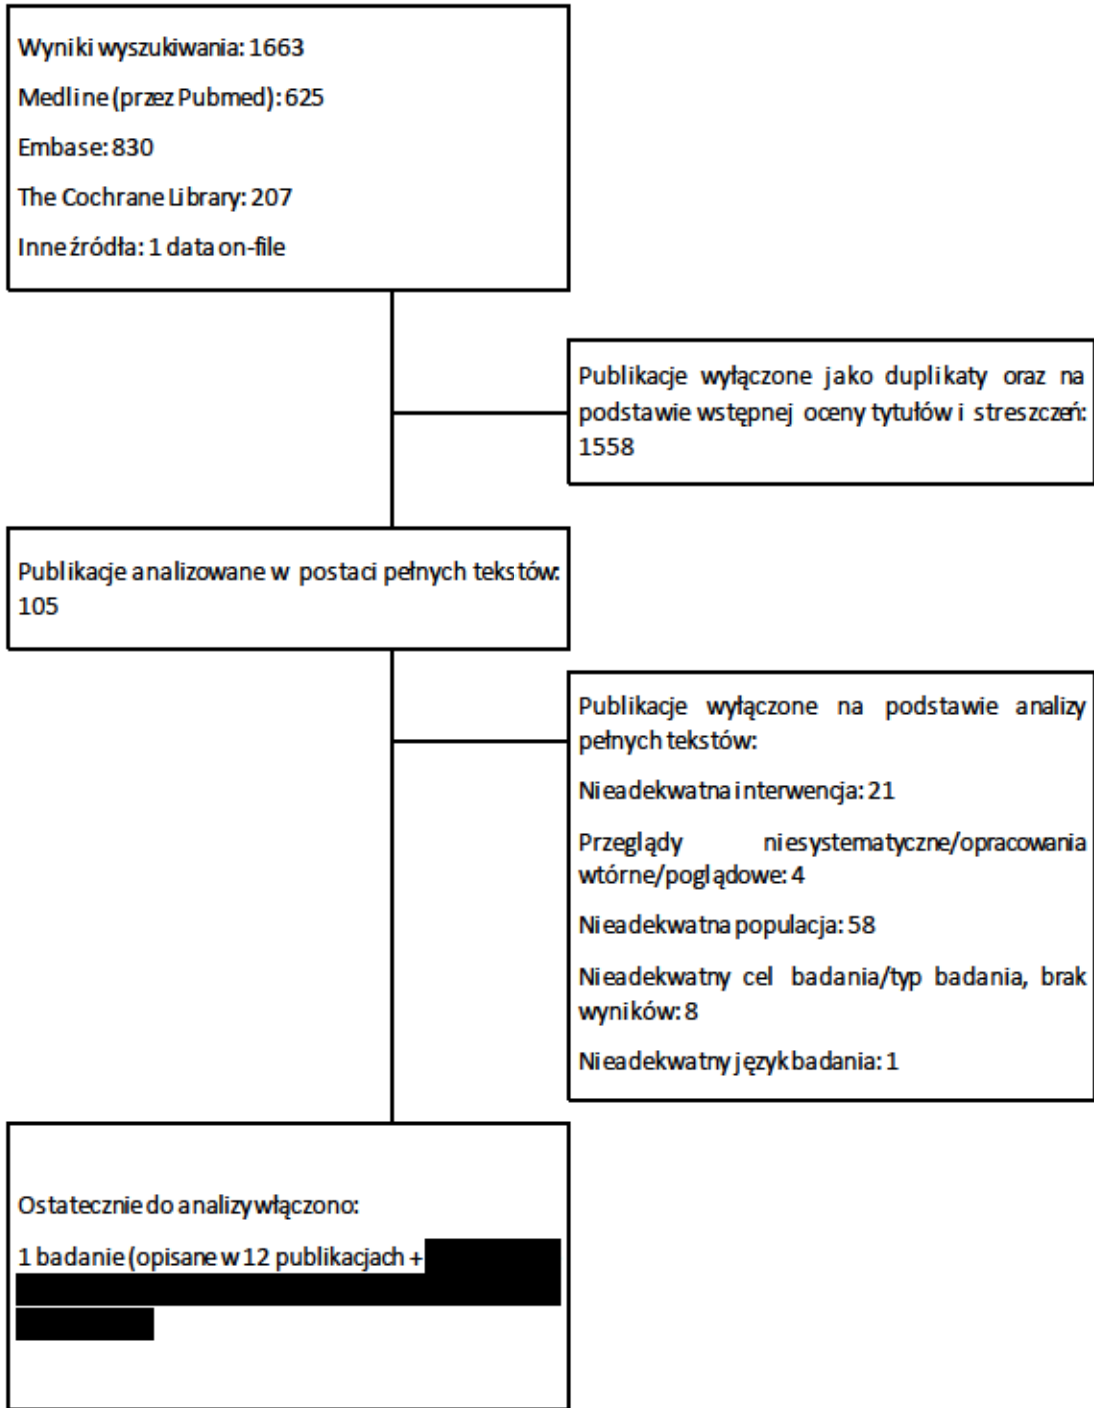 Wyniki wyszukiwania: 1663
Medline (przez Pubmed): 625
Embase: 830
The Cochrane Library: 207
Inne źródła: 1 data on-file
Publikacje wyłączone jako duplikaty oraz na
podstawie wstępnej oceny tytułów i streszczeń:
1558
Publikacje analizowane w postaci pełnych tekstów:
105
Publikacje wyłączone na podstawie analizy
pełnych tekstów:
Nieadekwatna interwencja: 21
Przeglądy niesystematyczne/opracowania
wtórne/poglądowe: 4
Nieadekwatna populacja: 58
Nieadekwatny cel badania/typ badania, brak
wyników: 8
Nieadekwatny język badania: 1
Ostatecznie do analizy włączono:
1 badanie (opisane w 12 publikacjach +